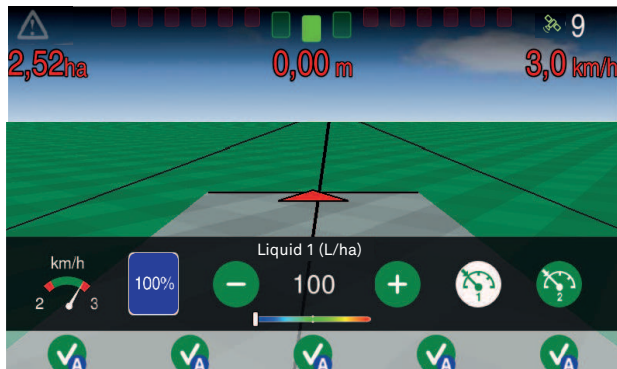 9
2,52ha 0,00 m 3,0 km/h
Liquid 1 (L/ha)
km/h
2 3 100% − 100 + 1 2
A A A A A